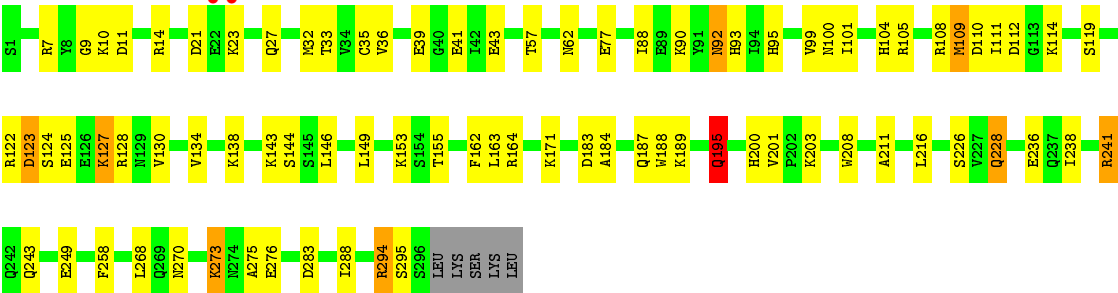 S1 R7 Y8 G9 K10 D11 R14 D21 E22 K23 Q27 M32 T33 V34 C35 V36 E39 G40 E41 I42 E43 T57 N62 E77 I88 E89 K90 Y91 N92 H93 I94 H95 V99 N100 I101 H104 R105 R108 M109 D110 I111 D112 G113 K114 S119
R122 D123 S124 E125 E126 K127 R128 N129 V130 V134 K138 K143 S144 S145 L146 L149 K153 S154 T155 F162 L163 R164 K171 D183 A184 Q187 W188 K189 Q195 H200 V201 P202 K203 W208 A211 L216 S226 V227 Q228 E236 Q237 I238 R241
Q242 Q243 E249 F258 L268 Q269 N270 K273 N274 A275 E276 D283 I288 R294 S295 S296 LEU LYS SER LYS LEU